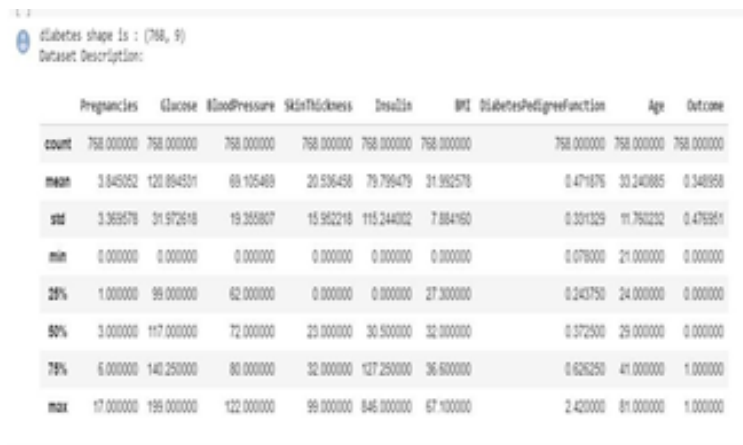 diabetes shape is : (768, 9)
Dataset Description:
Pregnancies Glucose BloodPressure SkinThickness Insulin BMI DiabetesPedigreeFunction Age Outcome
count 768.000000 768.000000 768.000000 768.000000 768.000000 768.000000 768.000000 768.000000 768.000000
mean 3.845052 120.894531 69.105469 20.536458 79.799479 31.992578 0.471876 33.240885 0.348958
std 3.369578 31.972618 19.355807 15.952218 115.244002 7.884160 0.331329 11.760232 0.476951
min 0.000000 0.000000 0.000000 0.000000 0.000000 0.000000 0.078000 21.000000 0.000000
25% 1.000000 99.000000 62.000000 0.000000 0.000000 27.300000 0.243750 24.000000 0.000000
50% 3.000000 117.000000 72.000000 23.000000 30.500000 32.000000 0.372500 29.000000 0.000000
75% 6.000000 140.250000 80.000000 32.000000 127.250000 36.600000 0.626250 41.000000 1.000000
max 17.000000 199.000000 122.000000 99.000000 846.000000 67.100000 2.420000 81.000000 1.000000